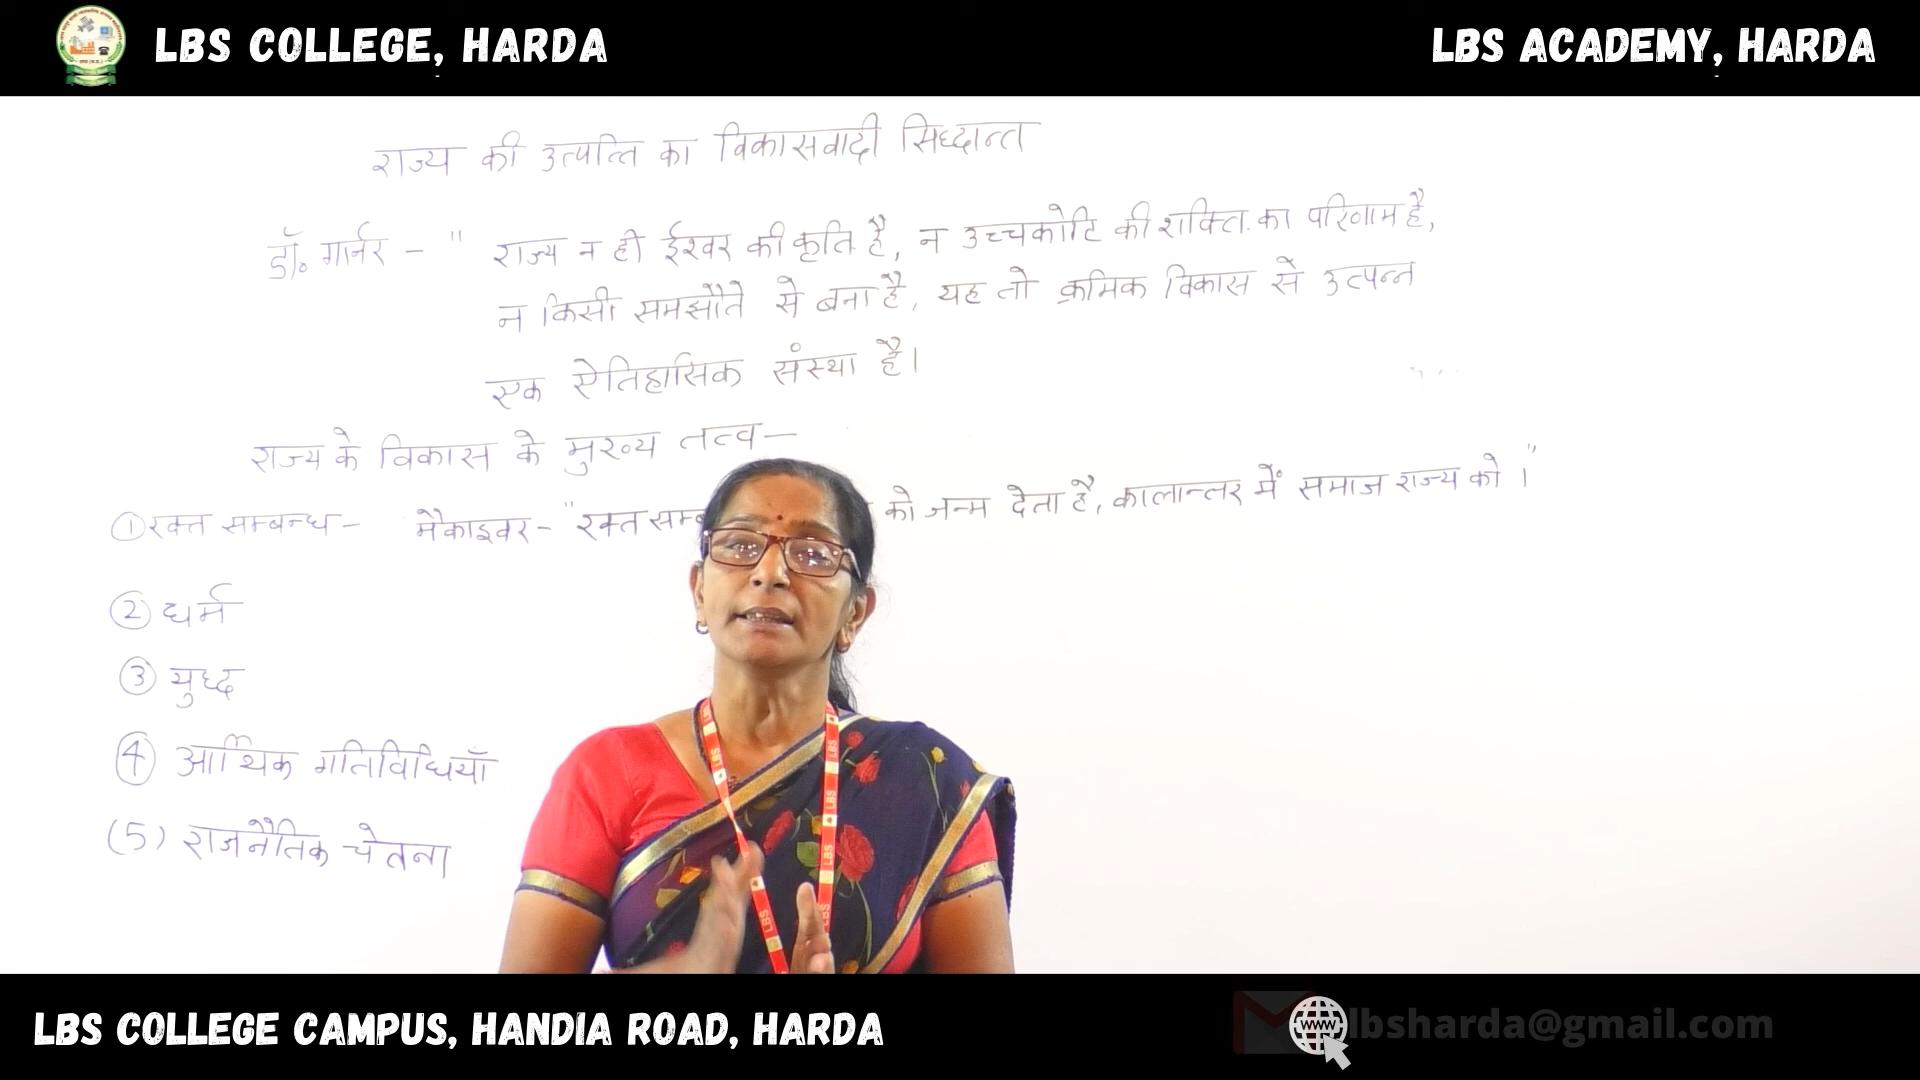 LBS COLLEGE, HARDA
LBS ACADEMY, HARDA
राज्य की उत्पत्ति का विकासवादी सिध्दान्त
डॉ. गार्नर - " राज्य न ही ईश्वर की कृति है, न उच्चकोटि की शक्ति का परिणाम है,
न किसी समझौते से बना है, यह तो क्रमिक विकास से उत्पन्न
एक ऐतिहासिक संस्था है।
राज्य के विकास के मुख्य तत्व -
① रक्त सम्बन्ध - मैकाइवर - "रक्त को जन्म देता है, कालान्तर में समाज राज्य को ।"
② धर्म
③ युध्द
④ आर्थिक गतिविधियाँ
(5) राजनैतिक चेतना
LBS COLLEGE CAMPUS, HANDIA ROAD, HARDA
www
lbsharda@gmail.com